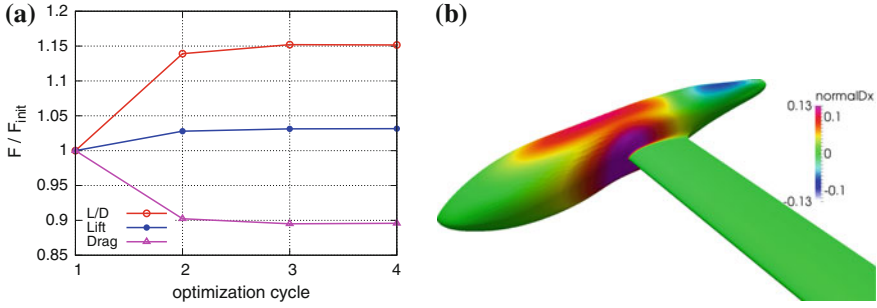 (a)
1.2
1.15
1.1
1.05
1
0.95
0.9
0.85
F / Finit
L/D
Lift
Drag
1 2 3 4
optimization cycle
(b)
normalDx
0.13
0.1
0
-0.1
-0.13